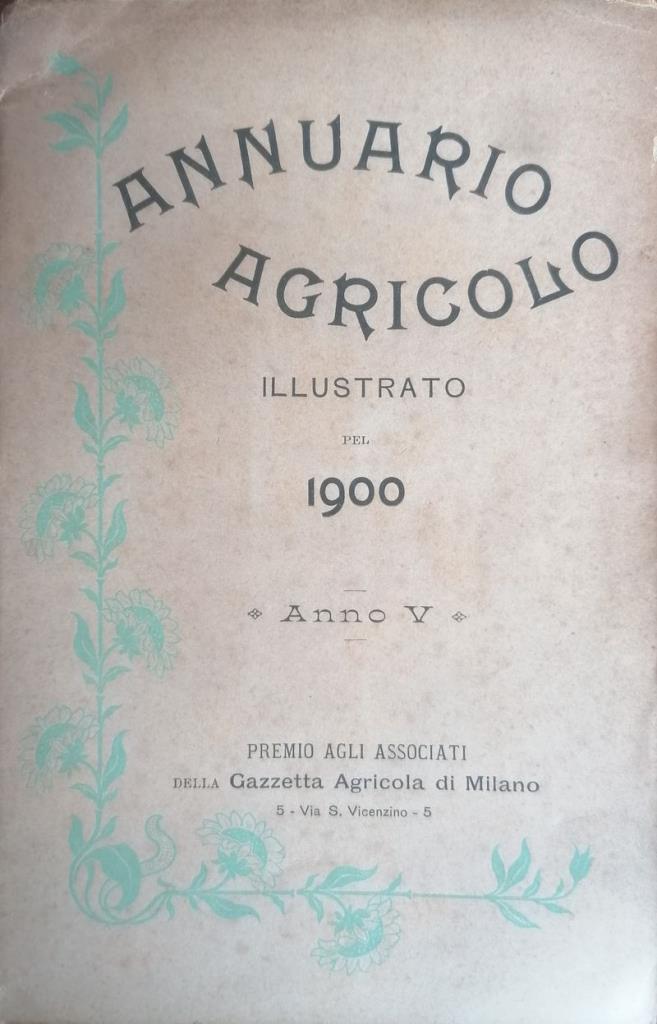 ANNUARIO
AGRICOLO
ILLUSTRATO
PEL
1900
Anno V
PREMIO AGLI ASSOCIATI
DELLA Gazzetta Agricola di Milano
5 - Via S. Vicenzino - 5